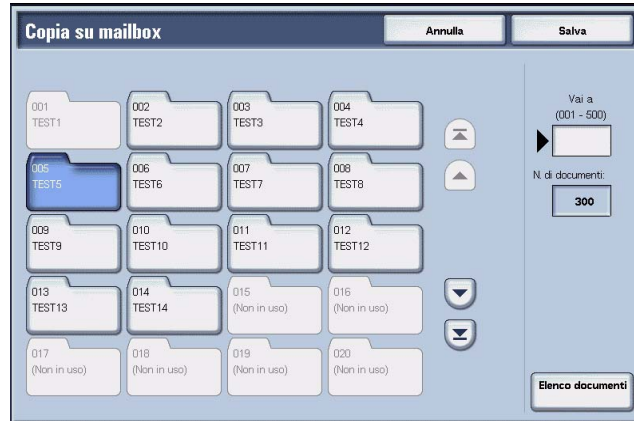 Copia su mailbox
Annulla
Salva
001
TEST1
002
TEST2
003
TEST3
004
TEST4
005
TEST5
006
TEST6
007
TEST7
008
TEST8
009
TEST9
010
TEST10
011
TEST11
012
TEST12
013
TEST13
014
TEST14
015
(Non in uso)
016
(Non in uso)
017
(Non in uso)
018
(Non in uso)
019
(Non in uso)
020
(Non in uso)
Vai a
(001 - 500)
N. di documenti:
300
Elenco documenti